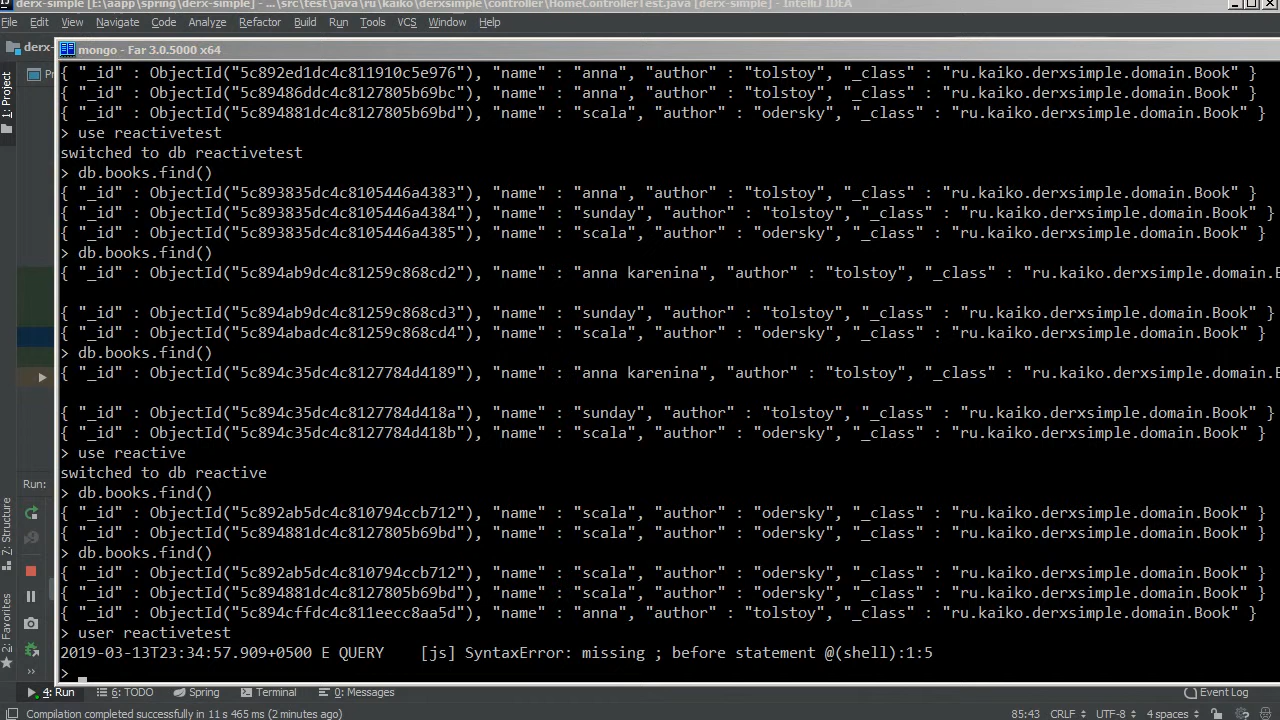 derx-simple [E:\aapp\spring\derx-simple] - ...\src\test\java\ru\kaiko\derxsimple\controller\HomeControllerTest.java [derx-simple] - IntelliJ IDEA
File Edit View Navigate Code Analyze Refactor Build Run Tools VCS Window Help
derx-
mongo - Far 3.0.5000 x64
1: Project
Pr
{ "_id" : ObjectId("5c892ed1dc4c811910c5e976"), "name" : "anna", "author" : "tolstoy", "_class" : "ru.kaiko.derxsimple.domain.Book" }
{ "_id" : ObjectId("5c89486ddc4c8127805b69bc"), "name" : "anna", "author" : "tolstoy", "_class" : "ru.kaiko.derxsimple.domain.Book" }
{ "_id" : ObjectId("5c894881dc4c8127805b69bd"), "name" : "scala", "author" : "odersky", "_class" : "ru.kaiko.derxsimple.domain.Book" }
> use reactivetest
switched to db reactivetest
> db.books.find()
{ "_id" : ObjectId("5c893835dc4c8105446a4383"), "name" : "anna", "author" : "tolstoy", "_class" : "ru.kaiko.derxsimple.domain.Book" }
{ "_id" : ObjectId("5c893835dc4c8105446a4384"), "name" : "sunday", "author" : "tolstoy", "_class" : "ru.kaiko.derxsimple.domain.Book" }
{ "_id" : ObjectId("5c893835dc4c8105446a4385"), "name" : "scala", "author" : "odersky", "_class" : "ru.kaiko.derxsimple.domain.Book" }
> db.books.find()
{ "_id" : ObjectId("5c894ab9dc4c81259c868cd2"), "name" : "anna karenina", "author" : "tolstoy", "_class" : "ru.kaiko.derxsimple.domain.B
{ "_id" : ObjectId("5c894ab9dc4c81259c868cd3"), "name" : "sunday", "author" : "tolstoy", "_class" : "ru.kaiko.derxsimple.domain.Book" }
{ "_id" : ObjectId("5c894abadc4c81259c868cd4"), "name" : "scala", "author" : "odersky", "_class" : "ru.kaiko.derxsimple.domain.Book" }
> db.books.find()
{ "_id" : ObjectId("5c894c35dc4c8127784d4189"), "name" : "anna karenina", "author" : "tolstoy", "_class" : "ru.kaiko.derxsimple.domain.B
{ "_id" : ObjectId("5c894c35dc4c8127784d418a"), "name" : "sunday", "author" : "tolstoy", "_class" : "ru.kaiko.derxsimple.domain.Book" }
{ "_id" : ObjectId("5c894c35dc4c8127784d418b"), "name" : "scala", "author" : "odersky", "_class" : "ru.kaiko.derxsimple.domain.Book" }
> use reactive
switched to db reactive
> db.books.find()
{ "_id" : ObjectId("5c892ab5dc4c810794ccb712"), "name" : "scala", "author" : "odersky", "_class" : "ru.kaiko.derxsimple.domain.Book" }
{ "_id" : ObjectId("5c894881dc4c8127805b69bd"), "name" : "scala", "author" : "odersky", "_class" : "ru.kaiko.derxsimple.domain.Book" }
> db.books.find()
{ "_id" : ObjectId("5c892ab5dc4c810794ccb712"), "name" : "scala", "author" : "odersky", "_class" : "ru.kaiko.derxsimple.domain.Book" }
{ "_id" : ObjectId("5c894881dc4c8127805b69bd"), "name" : "scala", "author" : "odersky", "_class" : "ru.kaiko.derxsimple.domain.Book" }
{ "_id" : ObjectId("5c894cffdc4c811eecc8aa5d"), "name" : "anna", "author" : "tolstoy", "_class" : "ru.kaiko.derxsimple.domain.Book" }
> user reactivetest
2019-03-13T23:34:57.909+0500 E QUERY    [js] SyntaxError: missing ; before statement @(shell):1:5
>
Run:
7: Structure
2: Favorites
4: Run 6: TODO Spring Terminal 0: Messages Event Log
Compilation completed successfully in 11 s 465 ms (2 minutes ago) 85:43 CRLF UTF-8 4 spaces